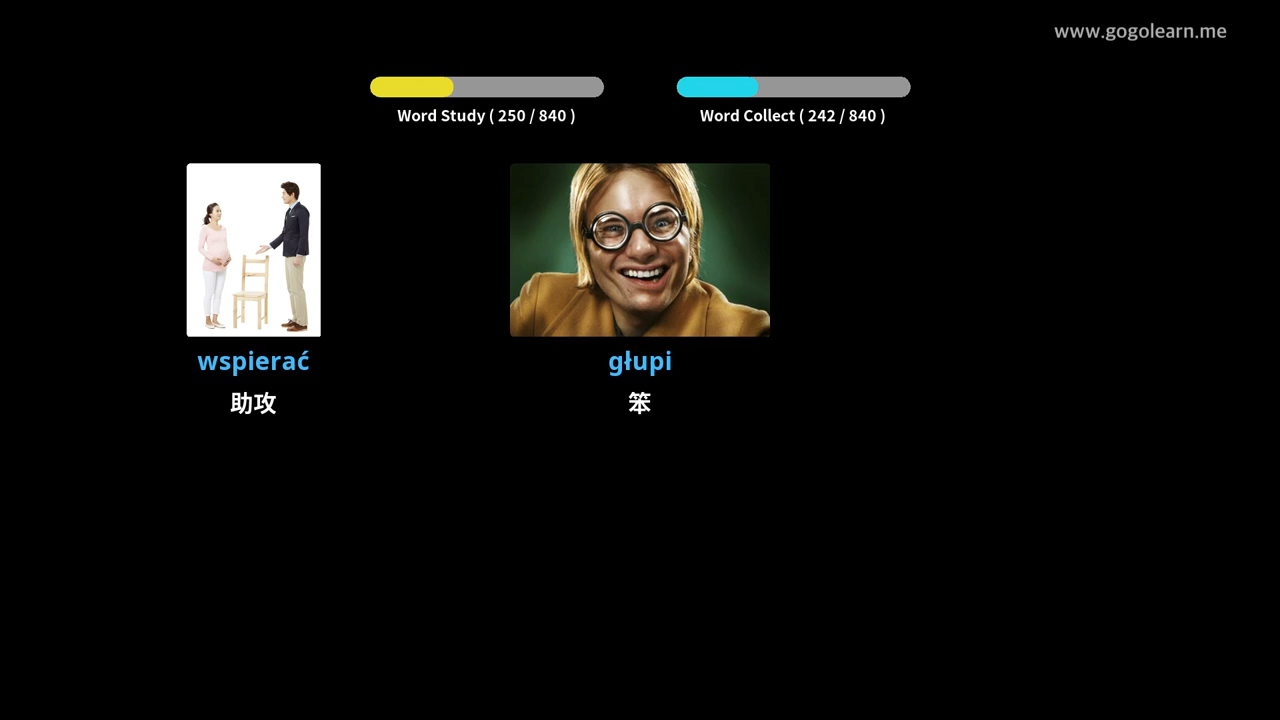 www.gogolearn.me
Word Study ( 250 / 840 )
Word Collect ( 242 / 840 )
wspierać
助攻
głupi
笨